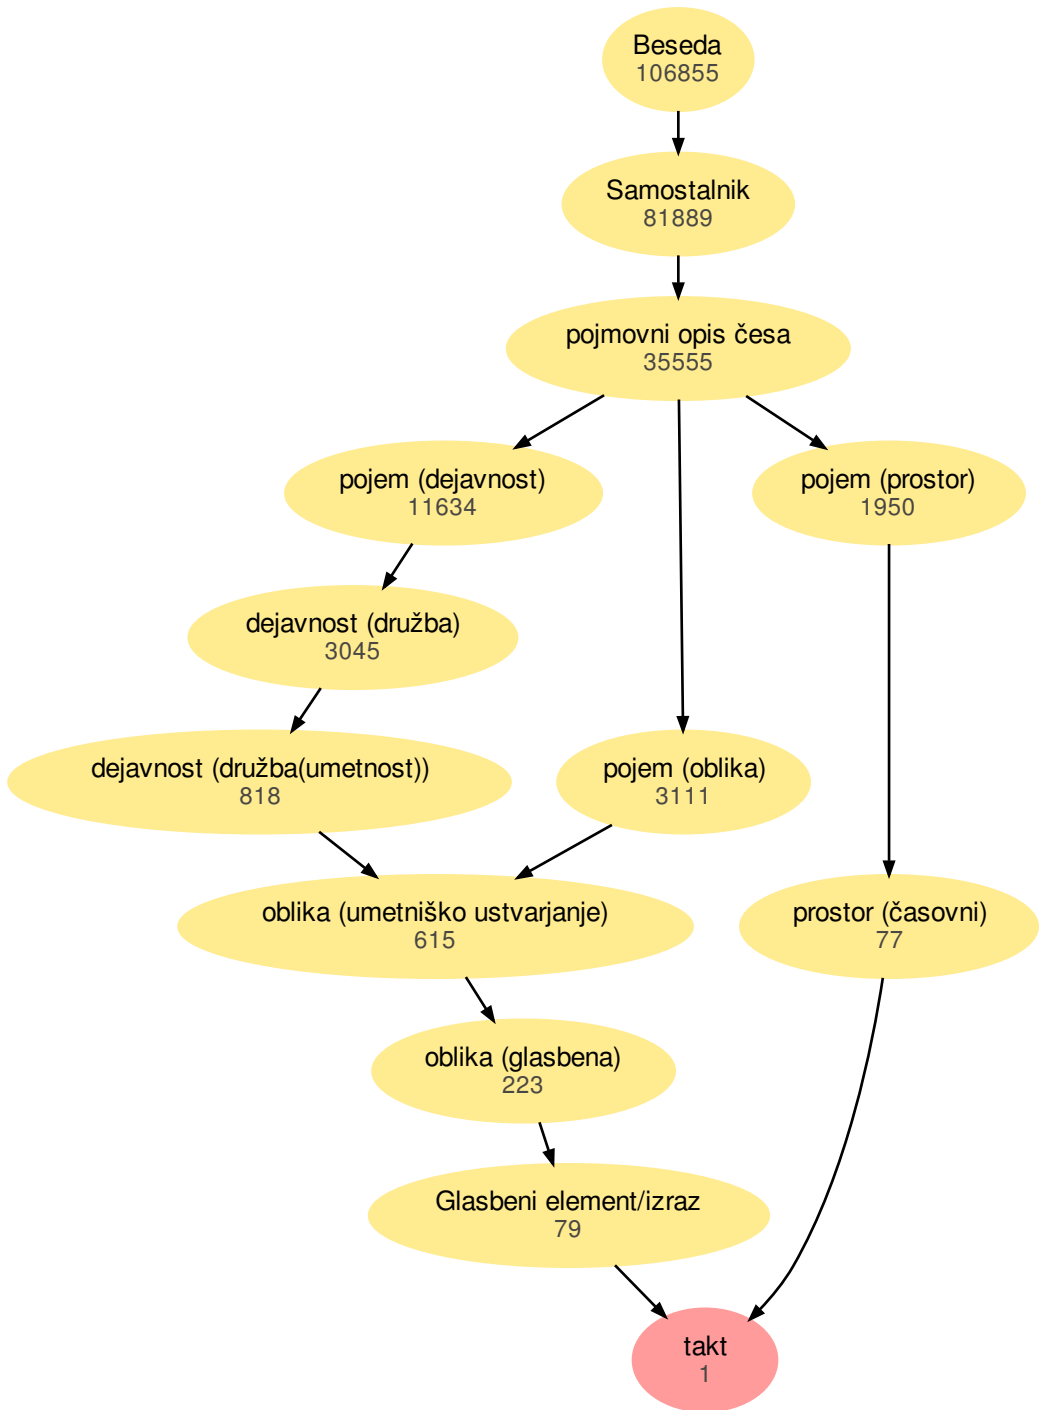 Beseda
106855
Samostalnik
81889
pojmovni opis česa
35555
pojem (dejavnost)
11634
pojem (prostor)
1950
dejavnost (družba)
3045
dejavnost (družba(umetnost))
818
pojem (oblika)
3111
oblika (umetniško ustvarjanje)
615
prostor (časovni)
77
oblika (glasbena)
223
Glasbeni element/izraz
79
takt
1